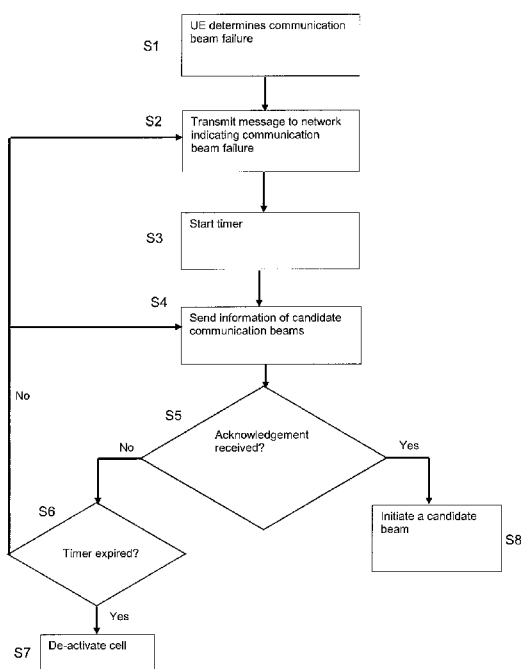 S1
UE determines communication
beam failure
S2
Transmit message to network
indicating communication
beam failure
S3
Start timer
S4
Send information of candidate
communication beams
No
S5
Acknowledgement
received?
No
Yes
S6
Timer expired?
Initiate a candidate
beam
S8
Yes
S7
De-activate cell